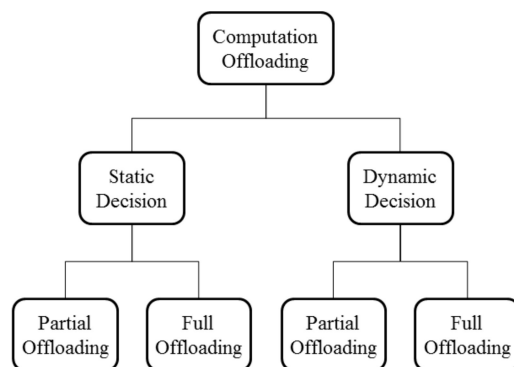 Computation
Offloading
Static
Decision
Dynamic
Decision
Partial
Offloading
Full
Offloading
Partial
Offloading
Full
Offloading